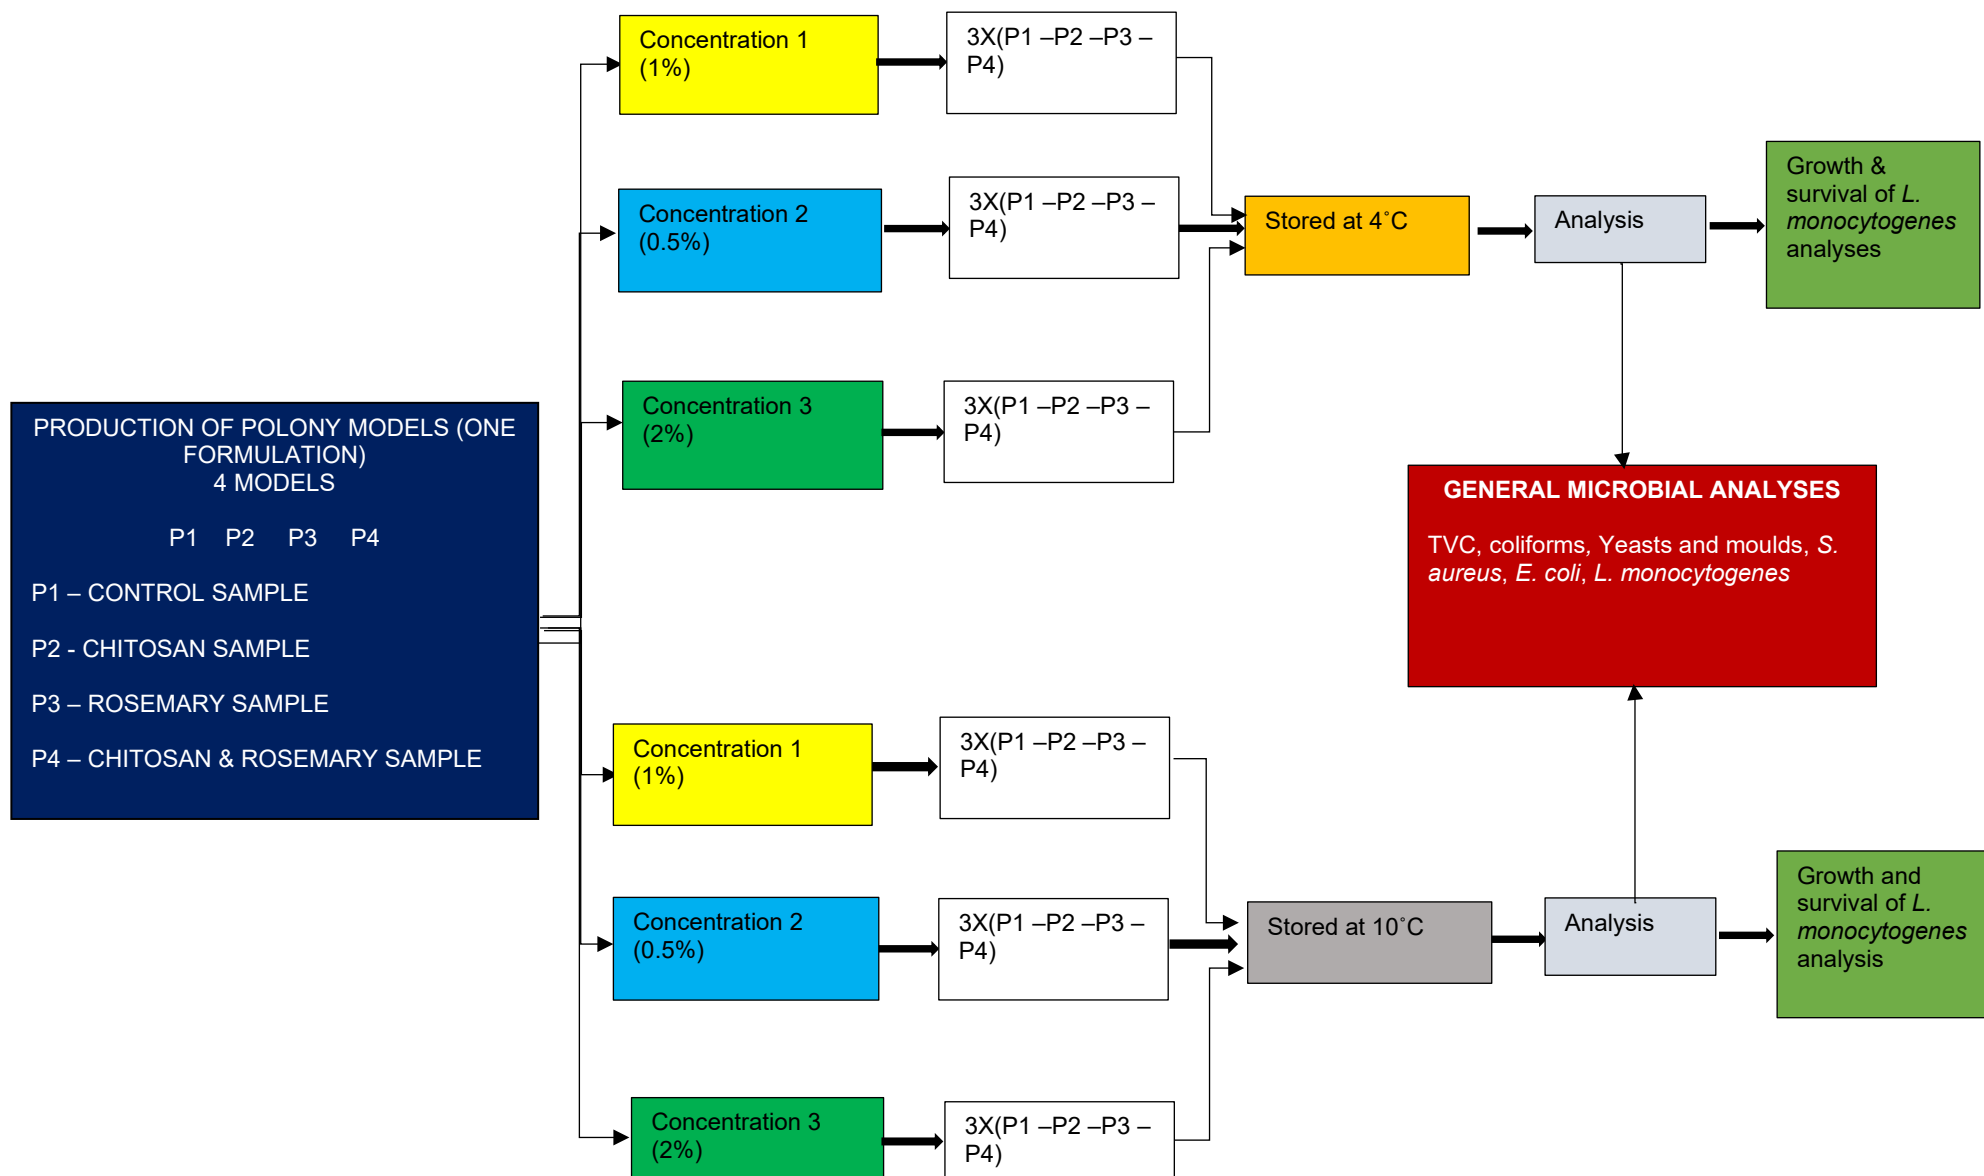 PRODUCTION OF POLONY MODELS (ONE
FORMULATION)
4 MODELS
P1 P2 P3 P4
P1 – CONTROL SAMPLE
P2 - CHITOSAN SAMPLE
P3 – ROSEMARY SAMPLE
P4 – CHITOSAN & ROSEMARY SAMPLE
Concentration 1
(1%)
3X(P1 –P2 –P3 –
P4)
Concentration 2
(0.5%)
3X(P1 –P2 –P3 –
P4)
Concentration 3
(2%)
3X(P1 –P2 –P3 –
P4)
Stored at 4˚C
Analysis
Growth &
survival of L.
monocytogenes
analyses
GENERAL MICROBIAL ANALYSES
TVC, coliforms, Yeasts and moulds, S.
aureus, E. coli, L. monocytogenes
Concentration 1
(1%)
3X(P1 –P2 –P3 –
P4)
Concentration 2
(0.5%)
3X(P1 –P2 –P3 –
P4)
Concentration 3
(2%)
3X(P1 –P2 –P3 –
P4)
Stored at 10˚C
Analysis
Growth and
survival of L.
monocytogenes
analysis